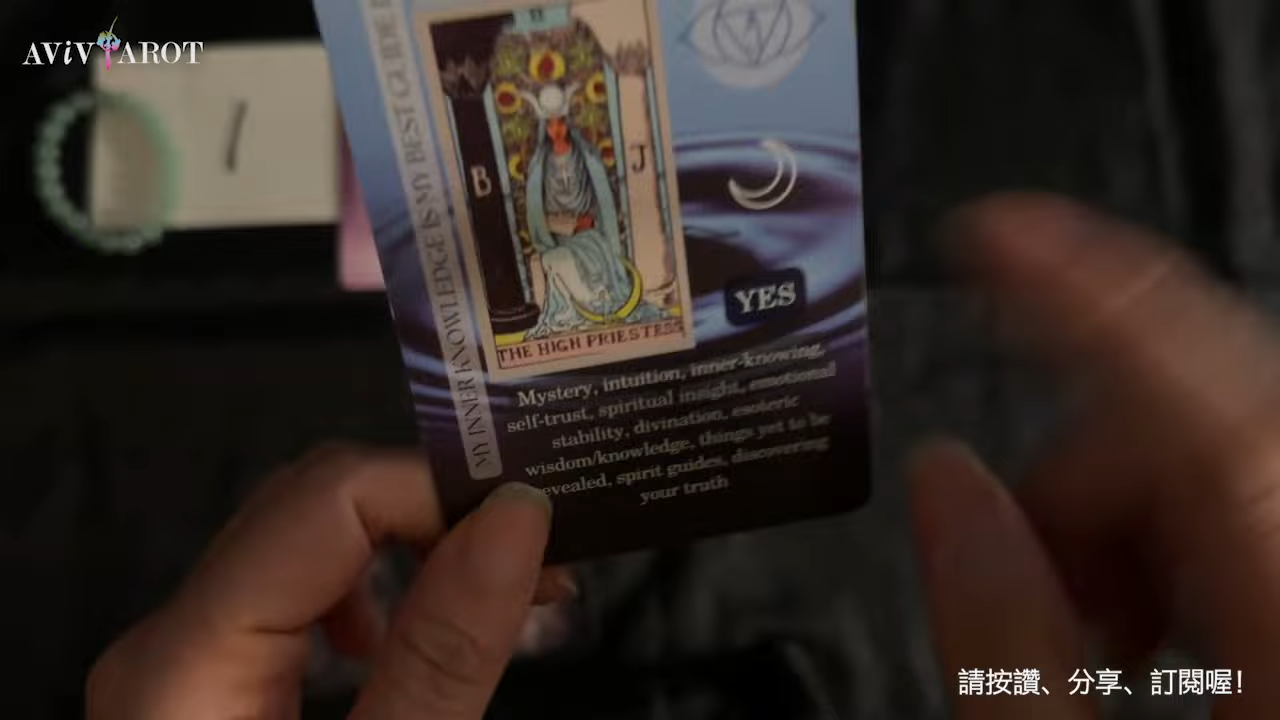 AViVTAROT
1
MY INNER KNOWLEDGE IS MY BEST GUIDE
II
B
J
THE HIGH PRIESTESS
YES
Mystery, intuition, inner-knowing,
self-trust, spiritual insight, emotional
stability, divination, esoteric
wisdom/knowledge, things yet to be
revealed, spirit guides, discovering
your truth
請按讚、分享、訂閱喔!